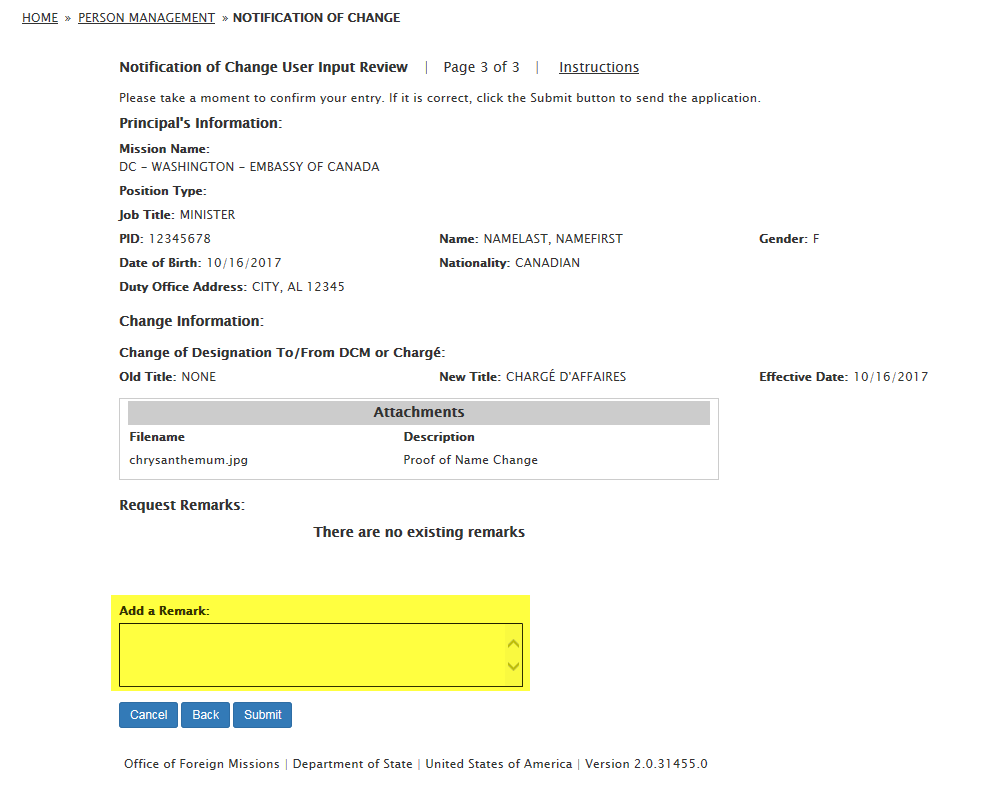 HOME » PERSON MANAGEMENT » NOTIFICATION OF CHANGE
Notification of Change User Input Review | Page 3 of 3 | Instructions
Please take a moment to confirm your entry. If it is correct, click the Submit button to send the application.
Principal's Information:
Mission Name:
DC - WASHINGTON - EMBASSY OF CANADA
Position Type:
Job Title: MINISTER
PID: 12345678 Name: NAMELAST, NAMEFIRST Gender: F
Date of Birth: 10/16/2017 Nationality: CANADIAN
Duty Office Address: CITY, AL 12345
Change Information:
Change of Designation To/From DCM or Chargé:
Old Title: NONE New Title: CHARGÉ D'AFFAIRES Effective Date: 10/16/2017
Attachments
Filename Description
chrysanthemum.jpg Proof of Name Change
Request Remarks:
There are no existing remarks
Add a Remark:
Cancel Back Submit
Office of Foreign Missions | Department of State | United States of America | Version 2.0.31455.0